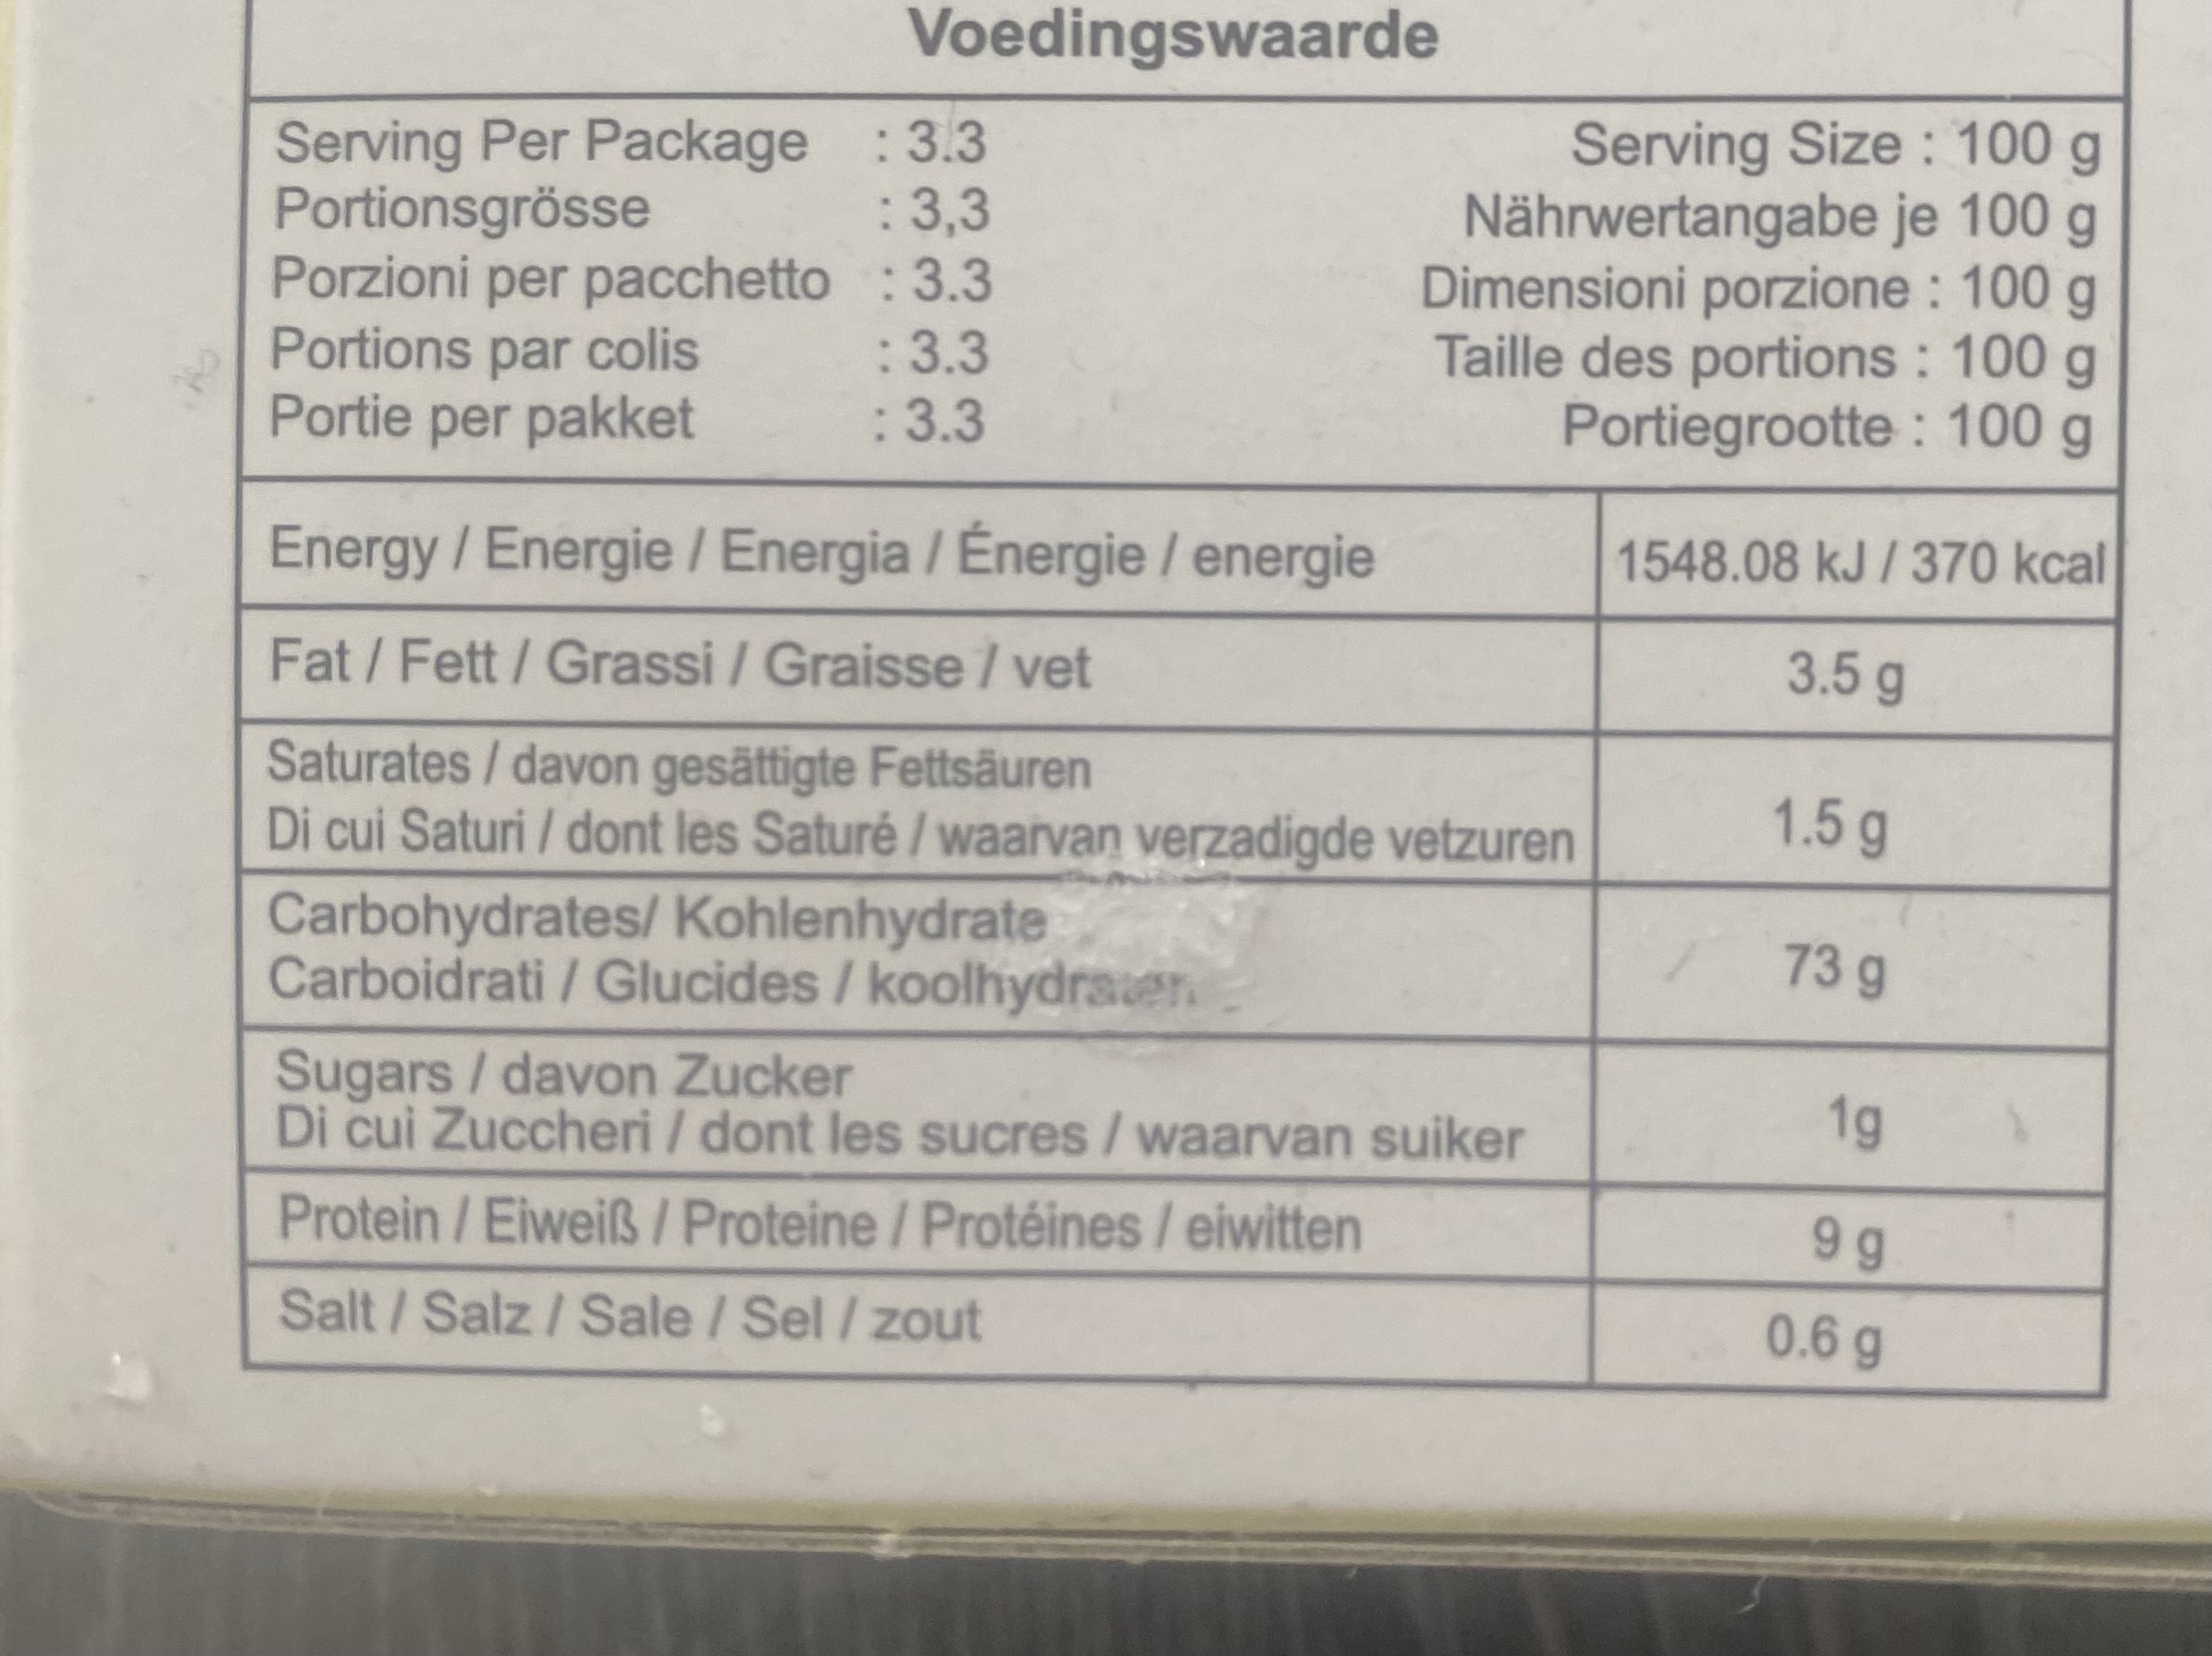 Voedingswaarde
Serving Per Package : 3.3 Serving Size : 100 g
Portionsgrösse : 3,3 Nährwertangabe je 100 g
Porzioni per pacchetto : 3.3 Dimensioni porzione : 100 g
Portions par colis : 3.3 Taille des portions : 100 g
Portie per pakket : 3.3 Portiegrootte : 100 g
Energy / Energie / Energia / Énergie / energie 1548.08 kJ / 370 kcal
Fat / Fett / Grassi / Graisse / vet 3.5 g
Saturates / davon gesättigte Fettsäuren
Di cui Saturi / dont les Saturé / waarvan verzadigde vetzuren 1.5 g
Carbohydrates/ Kohlenhydrate
Carboidrati / Glucides / koolhydraten 73 g
Sugars / davon Zucker
Di cui Zuccheri / dont les sucres / waarvan suiker 1g
Protein / Eiweiß / Proteine / Protéines / eiwitten 9 g
Salt / Salz / Sale / Sel / zout 0.6 g